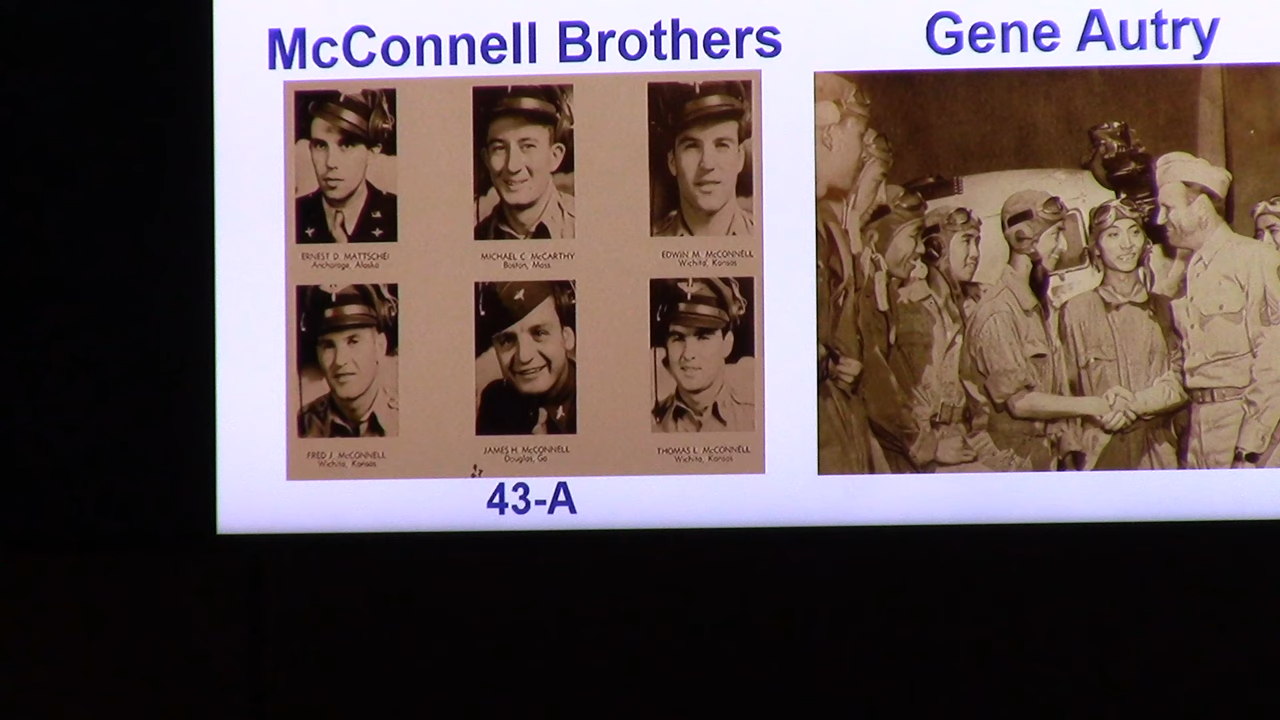 McConnell Brothers
Gene Autry
ERNEST D. MATTSCHEI
Anchorage, Alaska
MICHAEL C. McCARTHY
Boston, Mass
EDWIN M. McCONNELL
Wichita, Kansas
FRED J. McCONNELL
Wichita, Kansas
JAMES H. McCONNELL
Douglas, Ga
THOMAS L. McCONNELL
Wichita, Kansas
43-A